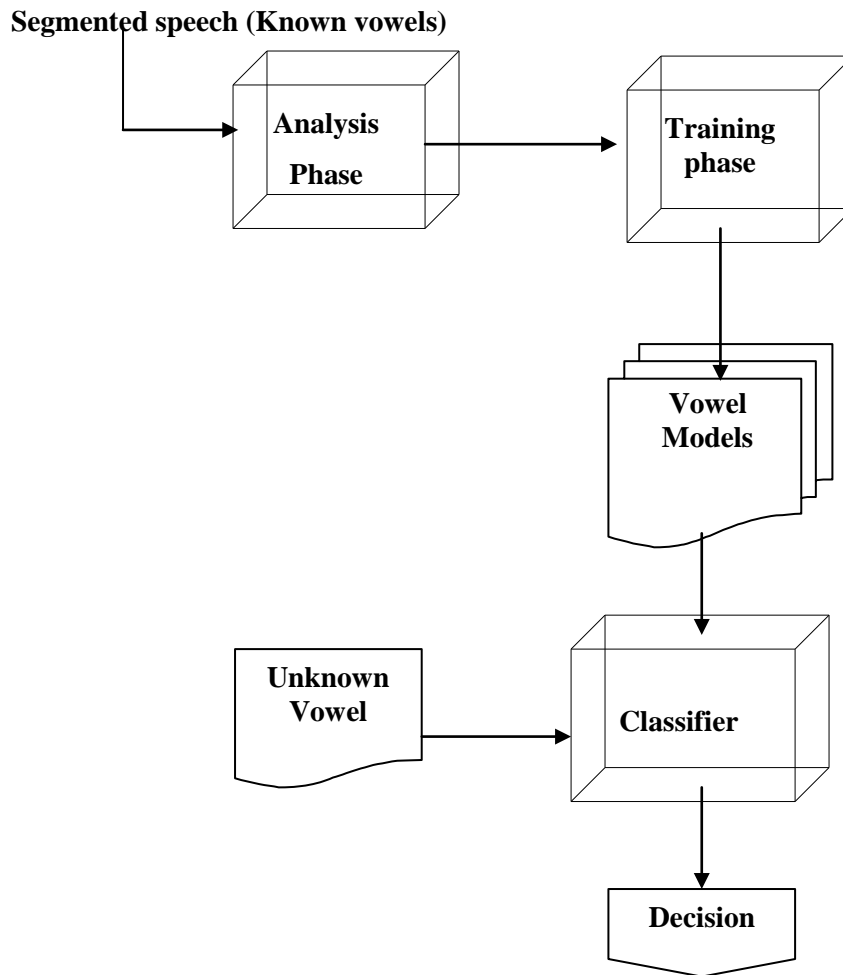 Segmented speech (Known vowels)
Analysis
Phase
Training
phase
Vowel
Models
Unknown
Vowel
Classifier
Decision